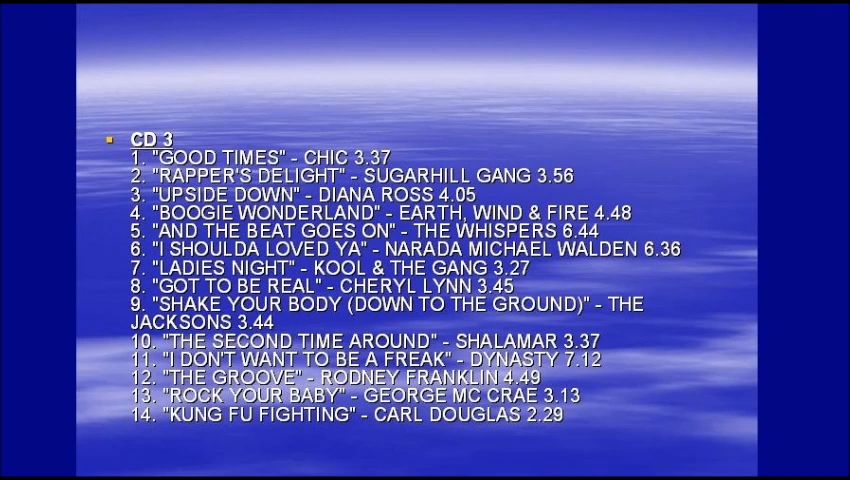 CD 3
1. "GOOD TIMES" - CHIC 3.37
2. "RAPPER'S DELIGHT" - SUGARHILL GANG 3.56
3. "UPSIDE DOWN" - DIANA ROSS 4.05
4. "BOOGIE WONDERLAND" - EARTH, WIND & FIRE 4.48
5. "AND THE BEAT GOES ON" - THE WHISPERS 6.44
6. "I SHOULDA LOVED YA" - NARADA MICHAEL WALDEN 6.36
7. "LADIES NIGHT" - KOOL & THE GANG 3.27
8. "GOT TO BE REAL" - CHERYL LYNN 3.45
9. "SHAKE YOUR BODY (DOWN TO THE GROUND)" - THE
JACKSONS 3.44
10. "THE SECOND TIME AROUND" - SHALAMAR 3.37
11. "I DON'T WANT TO BE A FREAK" - DYNASTY 7.12
12. "THE GROOVE" - RODNEY FRANKLIN 4.49
13. "ROCK YOUR BABY" - GEORGE MC CRAE 3.13
14. "KUNG FU FIGHTING" - CARL DOUGLAS 2.29